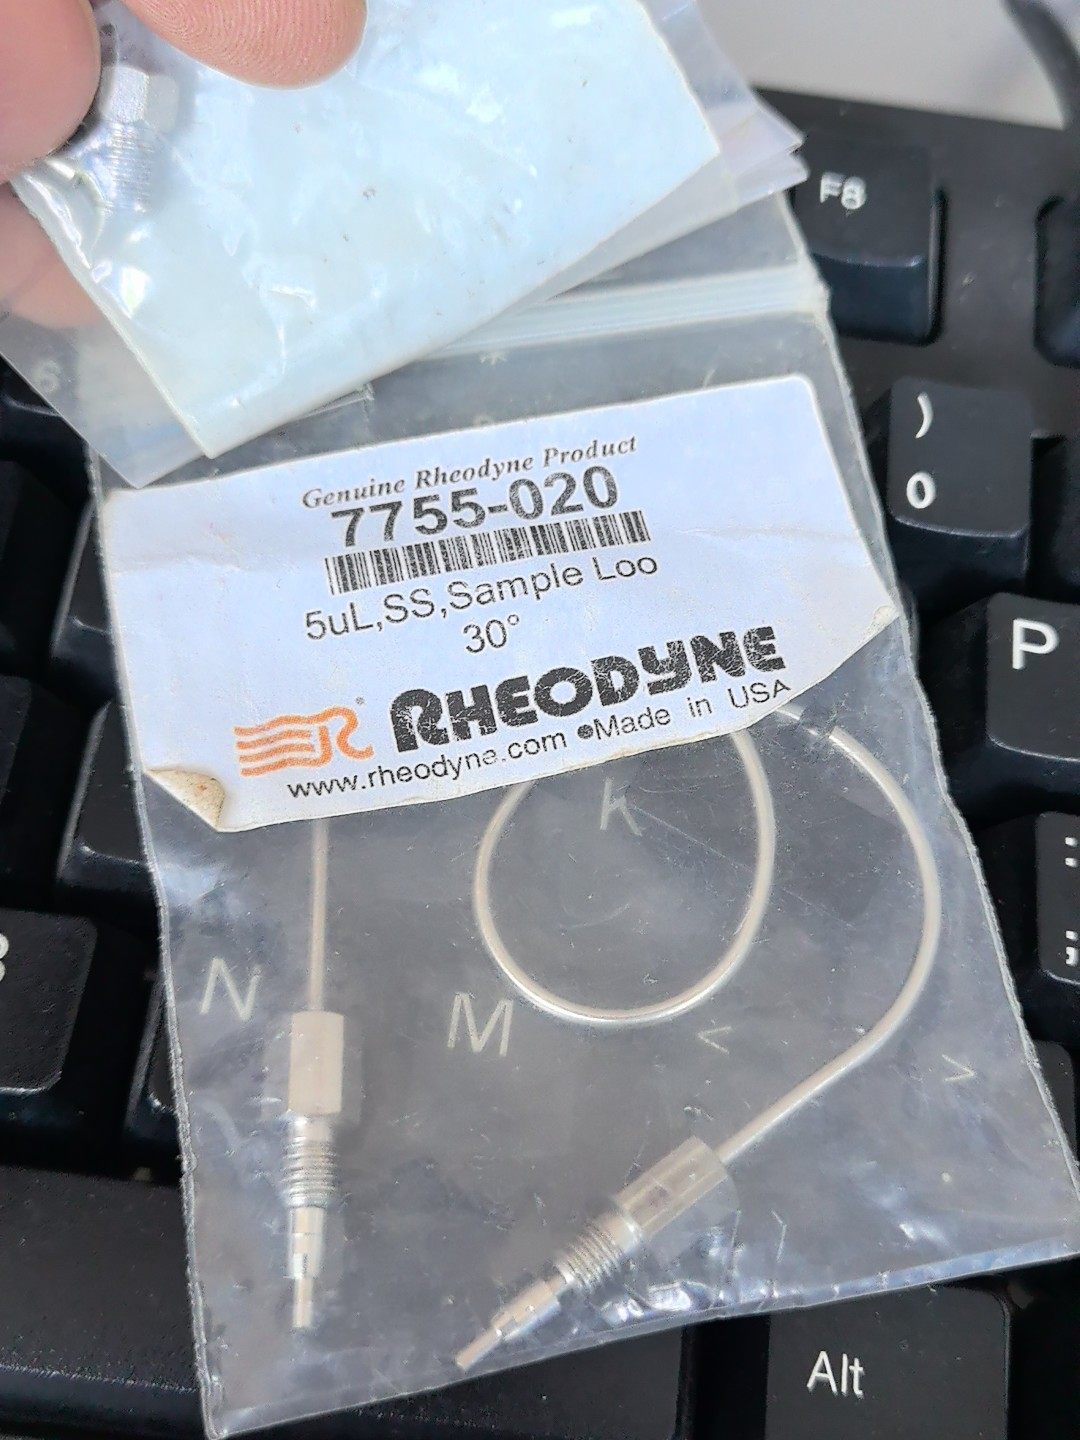 F8
6
)
0
Genuine Rheodyne Product
7755-020
5uL,SS,Sample Loo
30°
RHEODYNE
www.rheodyne.com ●Made in USA
P
K
:
;
N
M
<
>
Alt